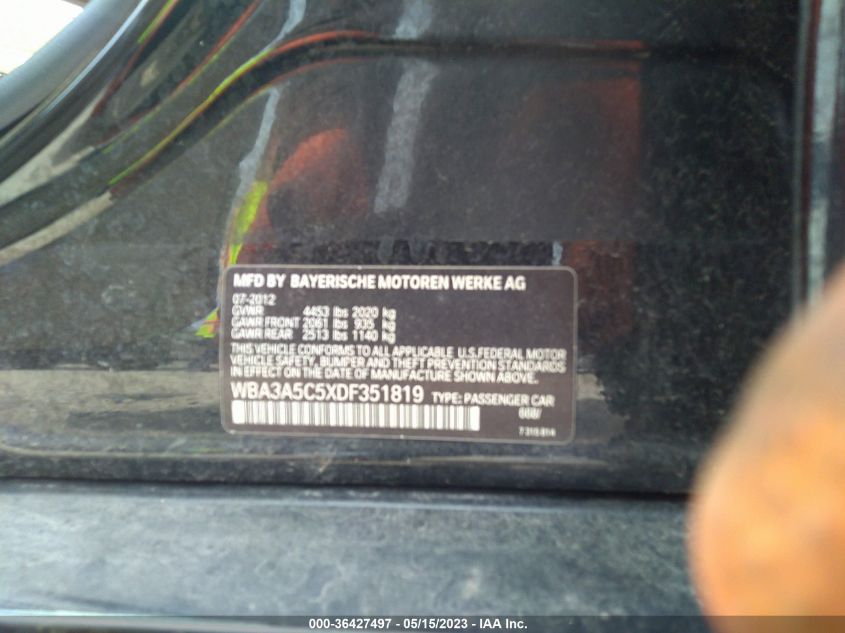 MFD BY BAYERISCHE MOTOREN WERKE AG
07-2012
GVWR 4453 lbs 2020 kg
GAWR FRONT 2061 lbs 935 kg
GAWR REAR 2513 lbs 1140 kg
THIS VEHICLE CONFORMS TO ALL APPLICABLE U.S.FEDERAL MOTOR
VEHICLE SAFETY, BUMPER AND THEFT PREVENTION STANDARDS
IN EFFECT ON THE DATE OF MANUFACTURE SHOWN ABOVE.
WBA3A5C5XDF351819 TYPE: PASSENGER CAR
668/
000-36427497 - 05/15/2023 - IAA Inc.